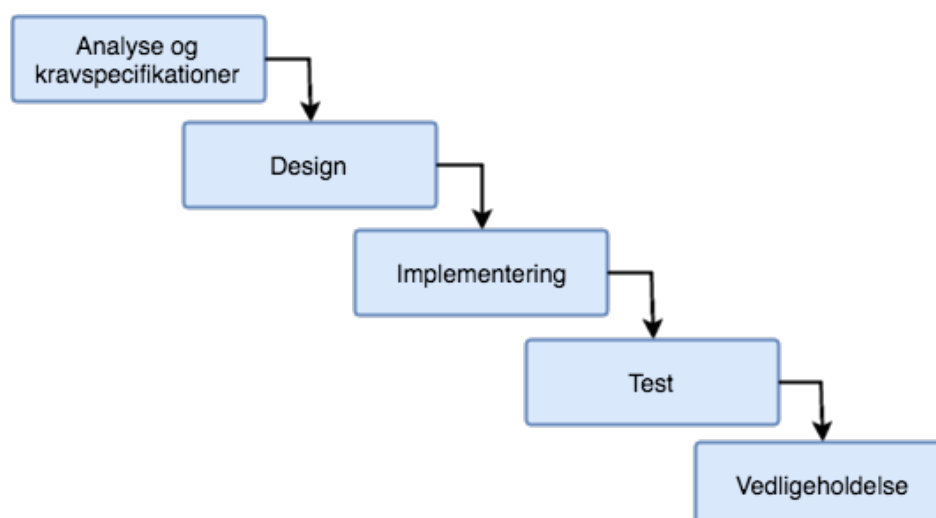 Analyse og
kravspecifikationer
Design
Implementering
Test
Vedligeholdelse